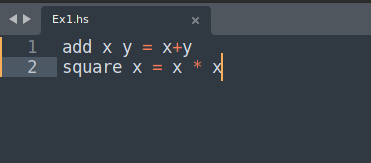 Ex1.hs ×
1 add x y = x+y
2 square x = x * x